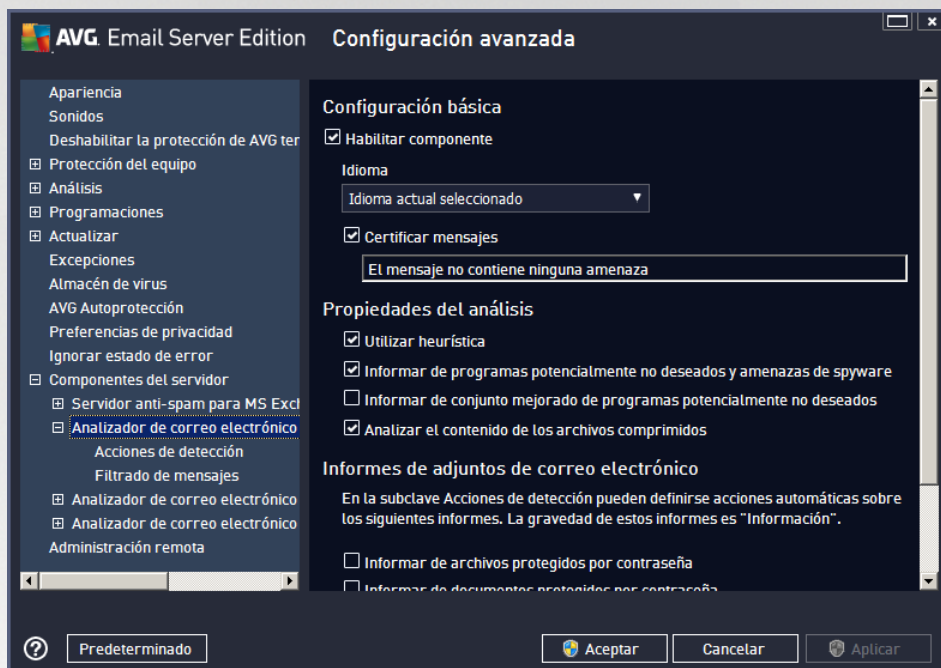 AVG. Email Server Edition Configuración avanzada
Apariencia
Sonidos
Deshabilitar la protección de AVG ter
Protección del equipo
Análisis
Programaciones
Actualizar
Excepciones
Almacén de virus
AVG Autoprotección
Preferencias de privacidad
Ignorar estado de error
Componentes del servidor
Servidor anti-spam para MS Excl
Analizador de correo electrónico
Acciones de detección
Filtrado de mensajes
Analizador de correo electrónico
Analizador de correo electrónico
Administración remota
Configuración básica
Habilitar componente
Idioma
Idioma actual seleccionado
Certificar mensajes
El mensaje no contiene ninguna amenaza
Propiedades del análisis
Utilizar heurística
Informar de programas potencialmente no deseados y amenazas de spyware
Informar de conjunto mejorado de programas potencialmente no deseados
Analizar el contenido de los archivos comprimidos
Informes de adjuntos de correo electrónico
En la subclave Acciones de detección pueden definirse acciones automáticas sobre
los siguientes informes. La gravedad de estos informes es "Información".
Informar de archivos protegidos por contraseña
Informar de documentos protegidos por contraseña
? Predeterminado
Aceptar
Cancelar
Aplicar